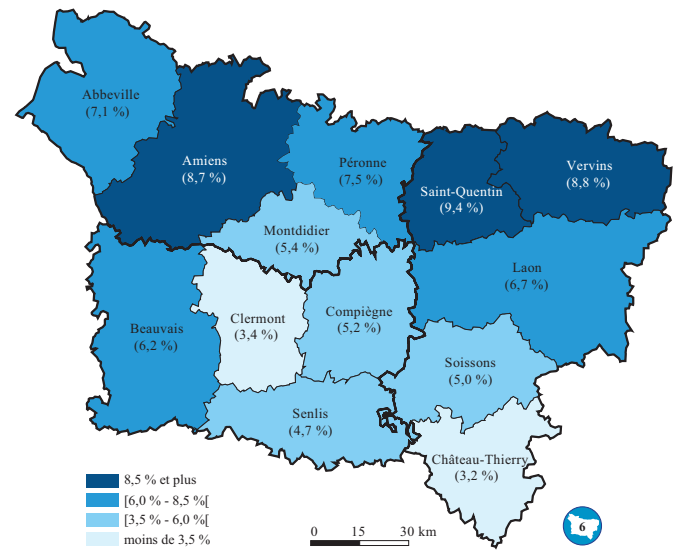 Abbeville
(7,1 %)
Amiens
(8,7 %)
Péronne
(7,5 %)
Saint-Quentin
(9,4 %)
Vervins
(8,8 %)
Montdidier
(5,4 %)
Laon
(6,7 %)
Beauvais
(6,2 %)
Clermont
(3,4 %)
Compiègne
(5,2 %)
Soissons
(5,0 %)
Senlis
(4,7 %)
Château-Thierry
(3,2 %)
8,5 % et plus
[6,0 % - 8,5 %[
[3,5 % - 6,0 %[
moins de 3,5 %
0 15 30 km
6